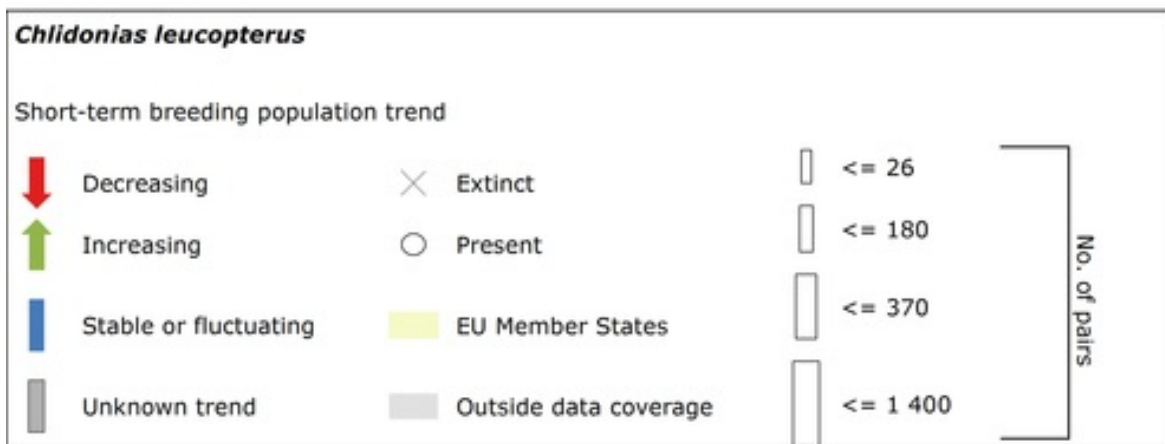 Chlidonias leucopterus
Short-term breeding population trend
Decreasing
Extinct
<= 26
Increasing
Present
<= 180
Stable or fluctuating
EU Member States
<= 370
Unknown trend
Outside data coverage
<= 1 400
No. of pairs